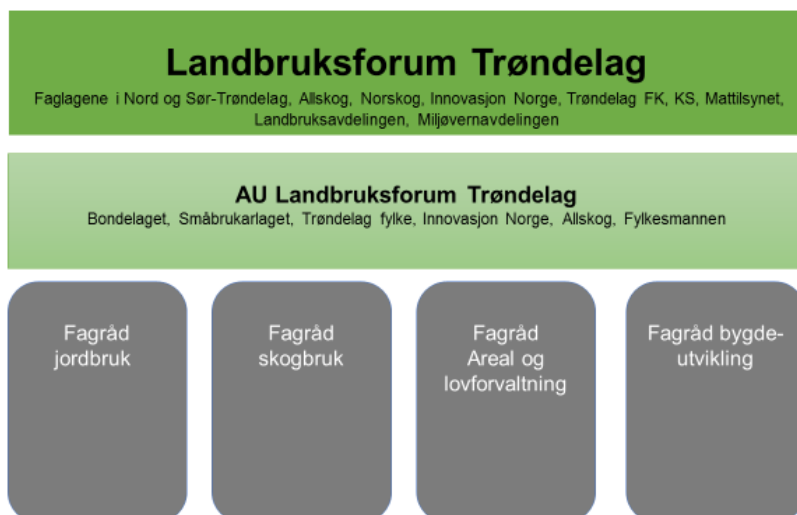 Landbruksforum Trøndelag
Faglagene i Nord og Sør-Trøndelag, Allskog, Norskog, Innovasjon Norge, Trøndelag FK, KS, Mattilsynet,
Landbruksavdelingen, Miljøvernavdelingen
AU Landbruksforum Trøndelag
Bondelaget, Småbrukarlaget, Trøndelag fylke, Innovasjon Norge, Allskog, Fylkesmannen
Fagråd
jordbruk
Fagråd
skogbruk
Fagråd
Areal og
lovforvaltning
Fagråd bygde-
utvikling